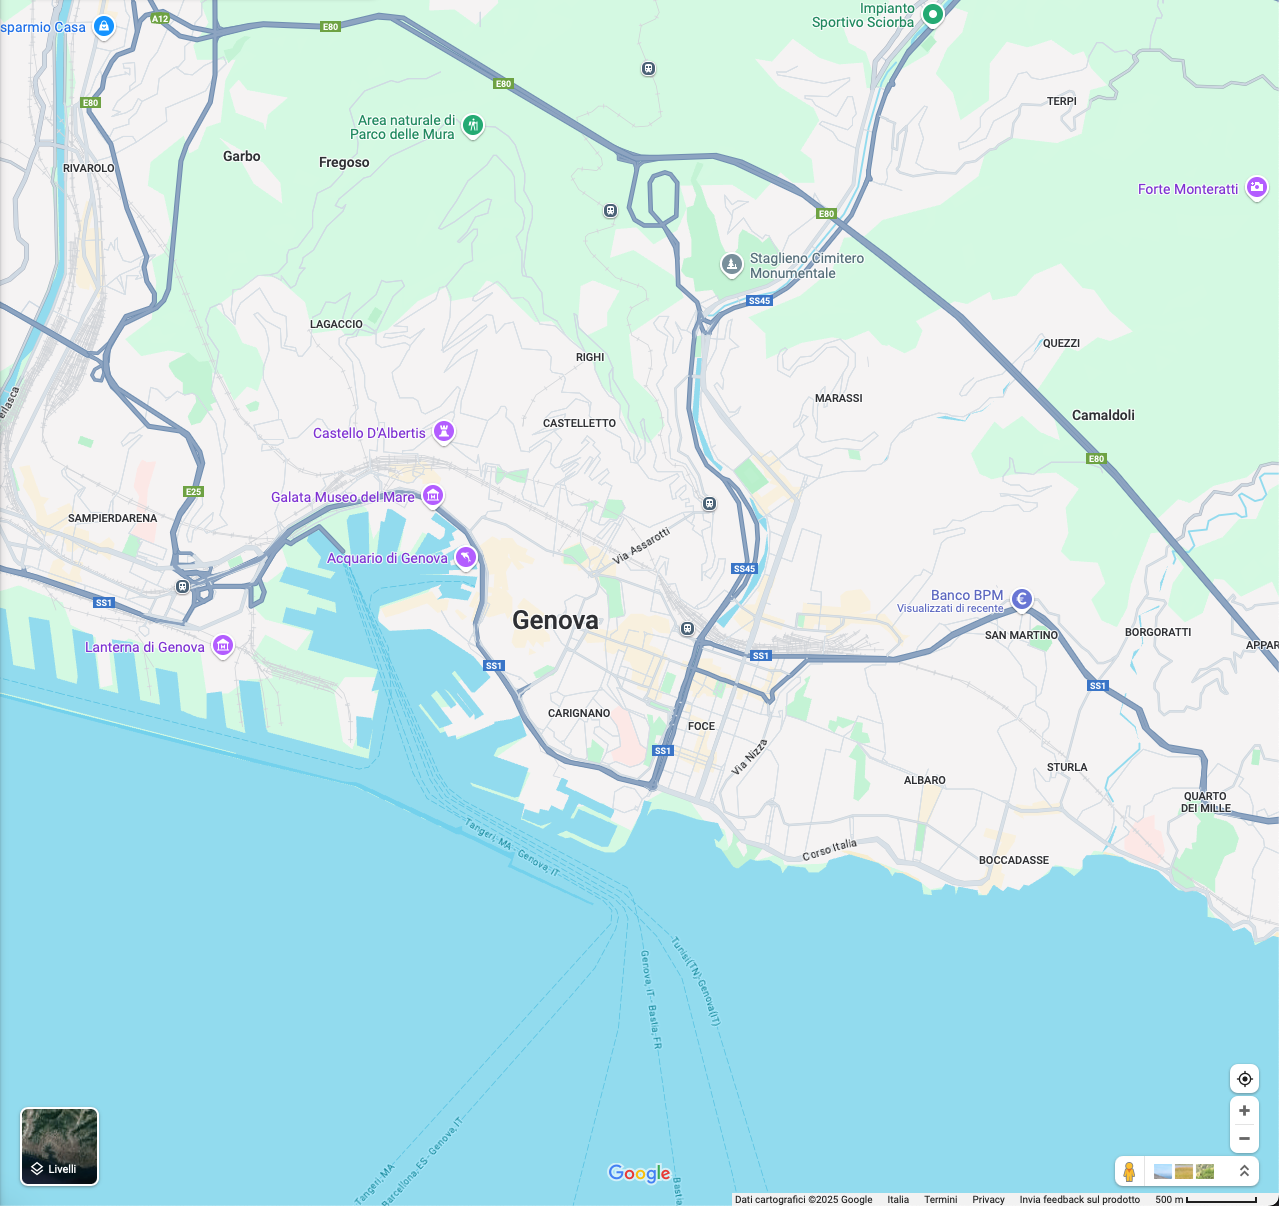 Impianto
Sportivo Sciorba
A12
sparmio Casa
E80
E80
E80
TERPI
Area naturale di
Parco delle Mura
Garbo
Fregoso
RIVAROLO
Forte Monteratti
E80
Staglieno Cimitero
Monumentale
SS45
LAGACCIO
QUEZZI
RIGHI
MARASSI
Camaldoli
CASTELLETTO
Castello D'Albertis
E80
E25
Galata Museo del Mare
SAMPIERDARENA
Via Assarotti
Acquario di Genova
SS45
SS1
Banco BPM
Visualizzati di recente
Genova
SAN MARTINO
BORGORATTI
Lanterna di Genova
APPAR
SS1
SS1
SS1
CARIGNANO
FOCE
SS1
Via Nizza
STURLA
ALBARO
QUARTO
DEI MILLE
Tangeri, MA - Genova, IT
Corso Italia
BOCCADASSE
Tunisi(TN)Genova(IT)
Genova, IT - Bastia, FR
Tangeri, MA
Barcellona, ES Genova, IT
Bastia
Livelli
Google
Dati cartografici ©2025 Google Italia Termini Privacy Invia feedback sul prodotto 500 m